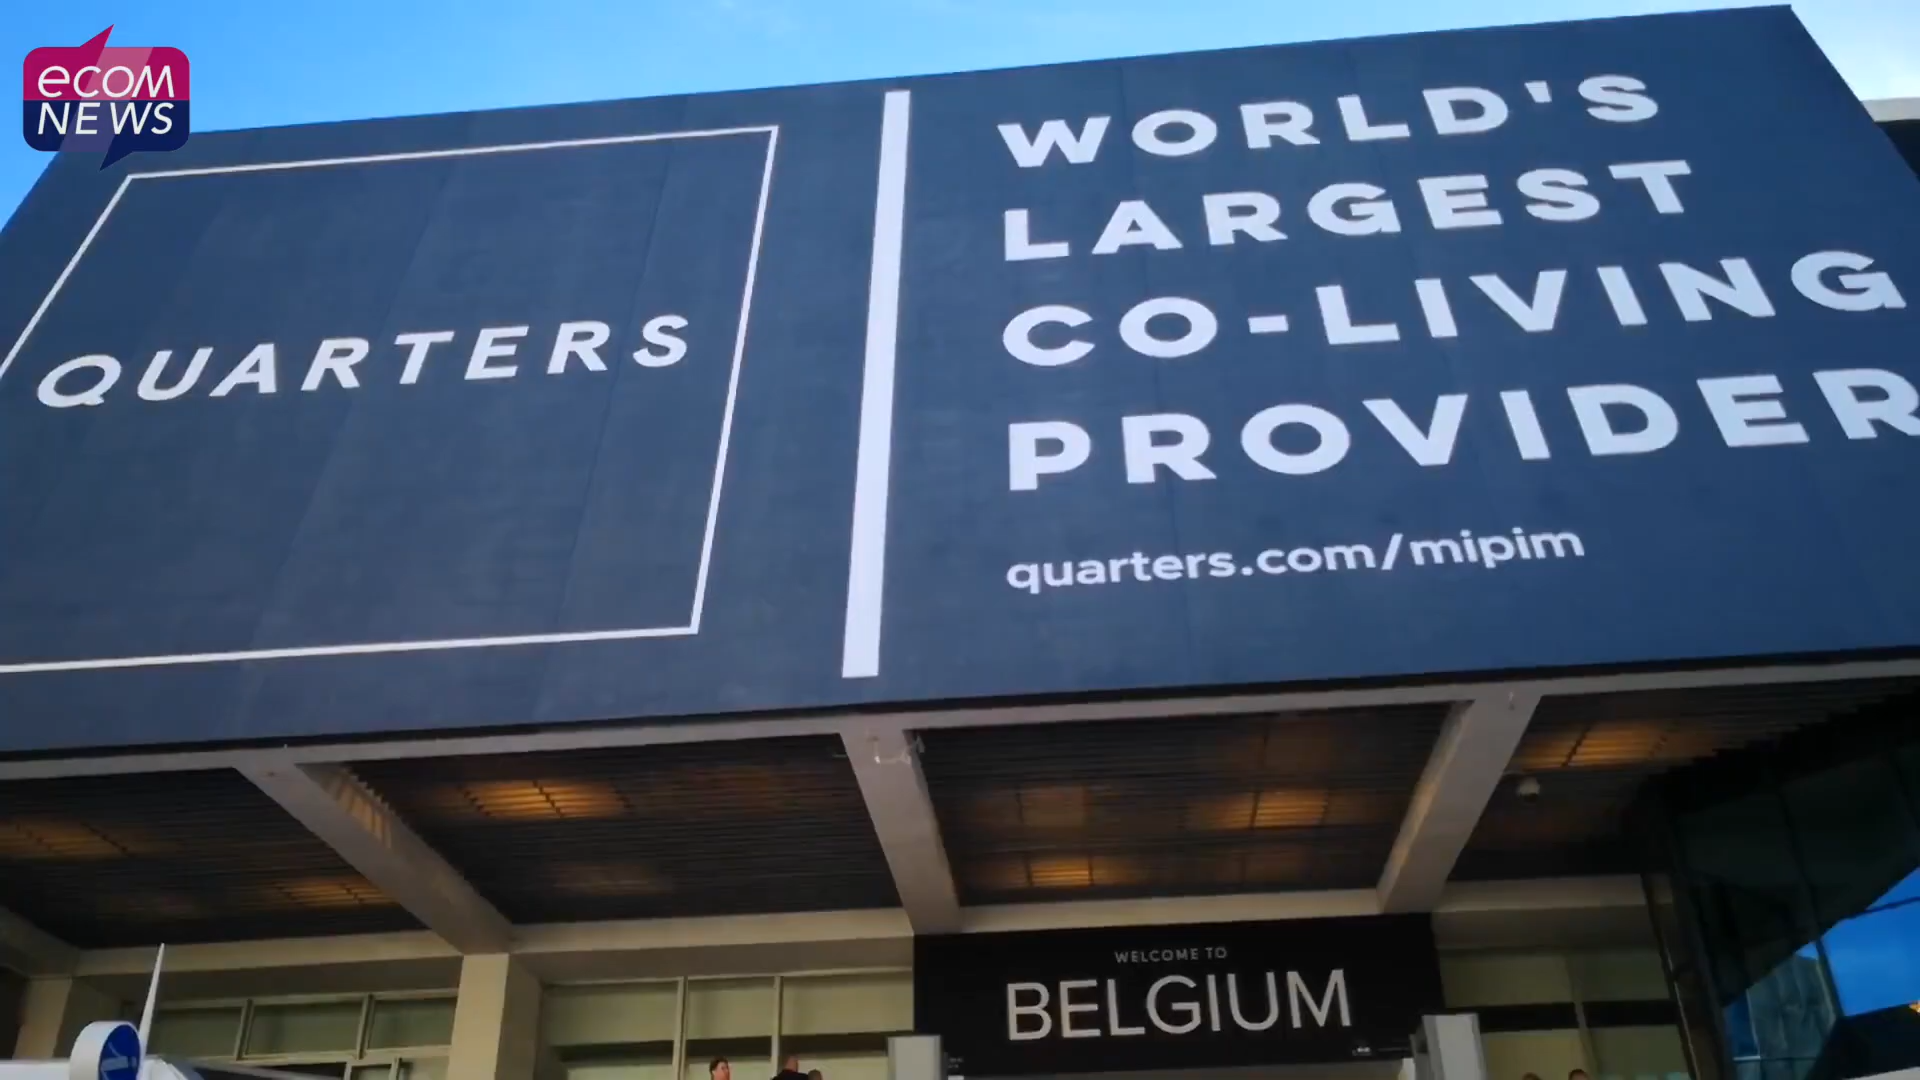 ecom
NEWS
QUARTERS
WORLD'S
LARGEST
CO-LIVING
PROVIDER
quarters.com/mipim
WELCOME TO
BELGIUM